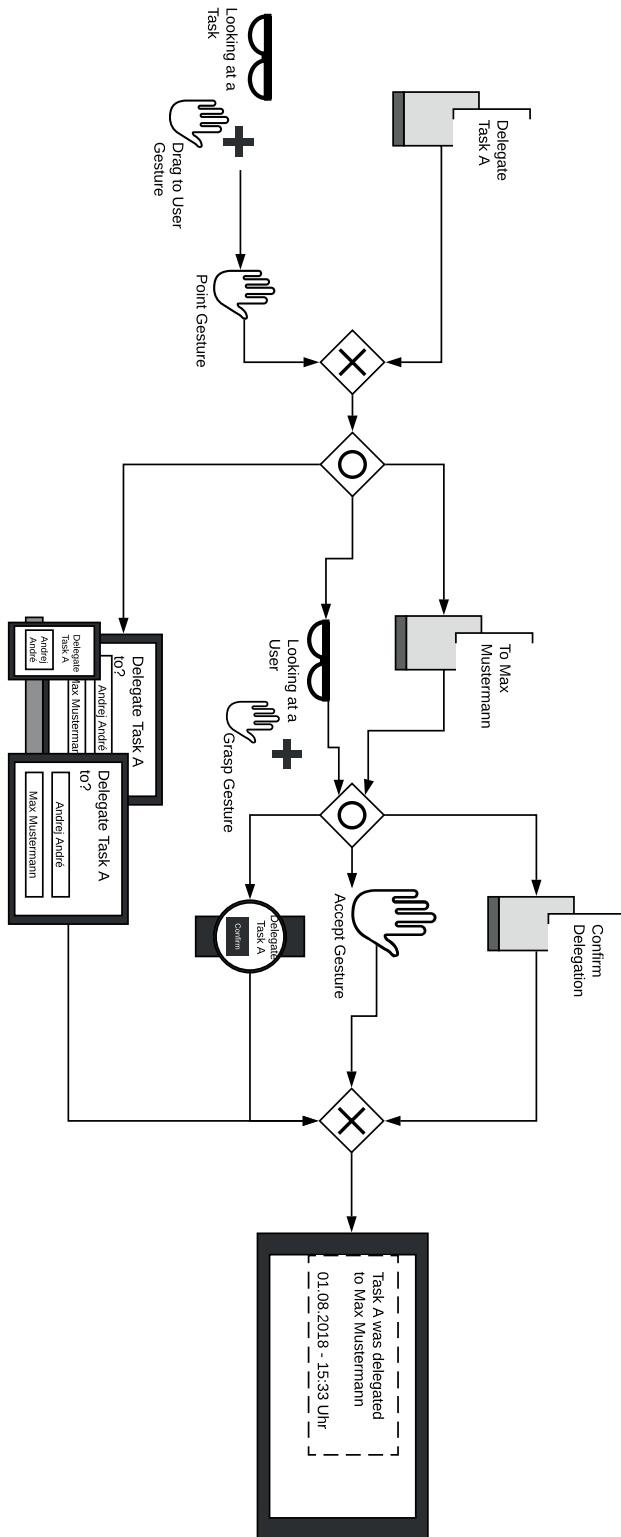 Delegate
Task A
Looking at a
Task
Drag to User
Gesture
Point Gesture
To Max
Mustermann
Looking at a
User
Grasp Gesture
Delegate Task A
to?
Andrej André
Max Mustermann
Delegate
Task A
Andrej
André
Delegate Task A
to?
Andrej André
Max Mustermann
Confirm
Delegation
Accept Gesture
Delegate
Task A
Confirm
Task A was delegated
to Max Mustermann
01.08.2018 - 15:33 Uhr